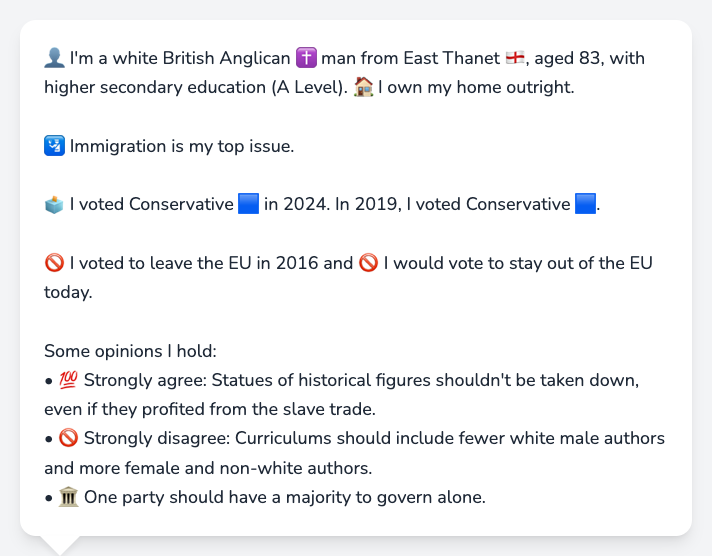 👤 I'm a white British Anglican ✝️ man from East Thanet 🏴󠁧󠁢󠁥󠁮󠁧󠁿, aged 83, with
higher secondary education (A Level). 🏠 I own my home outright.
🛂 Immigration is my top issue.
🗳️ I voted Conservative 🟦 in 2024. In 2019, I voted Conservative 🟦.
🚫 I voted to leave the EU in 2016 and 🚫 I would vote to stay out of the EU
today.
Some opinions I hold:
• 💯 Strongly agree: Statues of historical figures shouldn't be taken down,
even if they profited from the slave trade.
• 🚫 Strongly disagree: Curriculums should include fewer white male authors
and more female and non-white authors.
• 🏛️ One party should have a majority to govern alone.